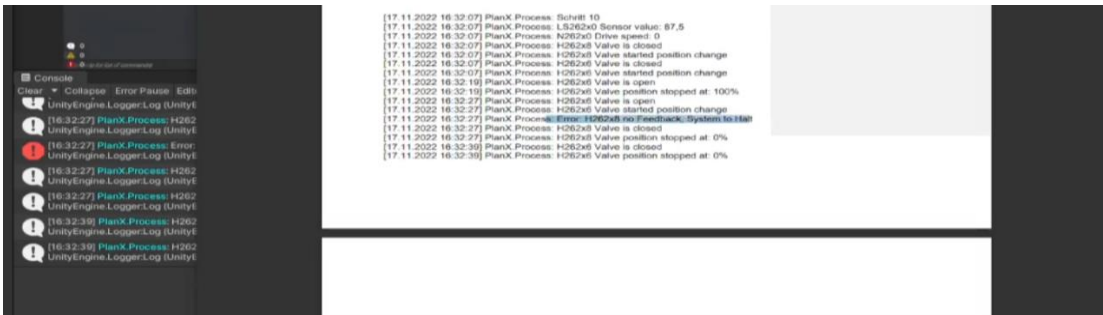 0
0
0
Console
Clear Collapse Error Pause Edit
UnityEngine.Logger:Log (UnityE
[16:32:27] PlanX.Process: H262
UnityEngine.Logger:Log (UnityE
[16:32:27] PlanX.Process: Error:
UnityEngine.Logger:Log (UnityE
[16:32:27] PlanX.Process: H262
UnityEngine.Logger:Log (UnityE
[16:32:27] PlanX.Process: H262
UnityEngine.Logger:Log (UnityE
[16:32:39] PlanX.Process: H262
UnityEngine.Logger:Log (UnityE
[16:32:39] PlanX.Process: H262
UnityEngine.Logger:Log (UnityE
[17.11.2022 16:32:07] PlanX.Process: Schritt 10
[17.11.2022 16:32:07] PlanX.Process: LS262x0 Sensor value: 87,5
[17.11.2022 16:32:07] PlanX.Process: N262x0 Drive speed: 0
[17.11.2022 16:32:07] PlanX.Process: H262x8 Valve is closed
[17.11.2022 16:32:07] PlanX.Process: H262x8 Valve started position change
[17.11.2022 16:32:07] PlanX.Process: H262x6 Valve is closed
[17.11.2022 16:32:07] PlanX.Process: H262x6 Valve started position change
[17.11.2022 16:32:19] PlanX.Process: H262x6 Valve is open
[17.11.2022 16:32:19] PlanX.Process: H262x6 Valve position stopped at: 100%
[17.11.2022 16:32:27] PlanX.Process: H262x6 Valve is open
[17.11.2022 16:32:27] PlanX.Process: H262x6 Valve started position change
[17.11.2022 16:32:27] PlanX.Process: Error: H262x8 no Feedback, System to Halt
[17.11.2022 16:32:27] PlanX.Process: H262x8 Valve is closed
[17.11.2022 16:32:27] PlanX.Process: H262x8 Valve position stopped at: 0%
[17.11.2022 16:32:39] PlanX.Process: H262x6 Valve is closed
[17.11.2022 16:32:39] PlanX.Process: H262x6 Valve position stopped at: 0%